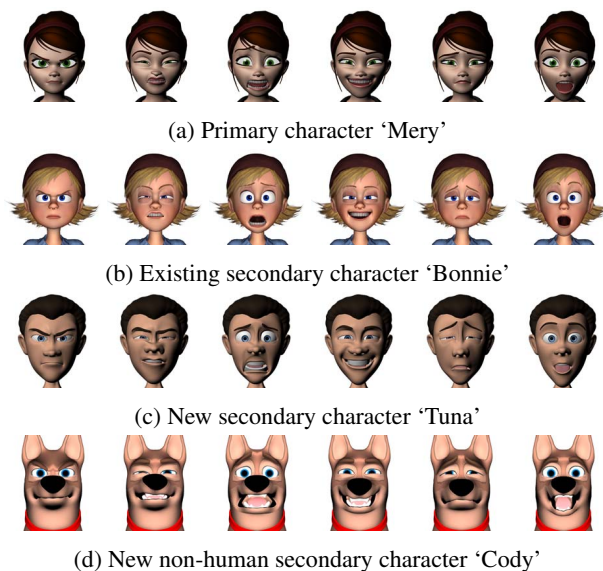 (a) Primary character ‘Mery’
(b) Existing secondary character ‘Bonnie’
(c) New secondary character ‘Tuna’
(d) New non-human secondary character ‘Cody’